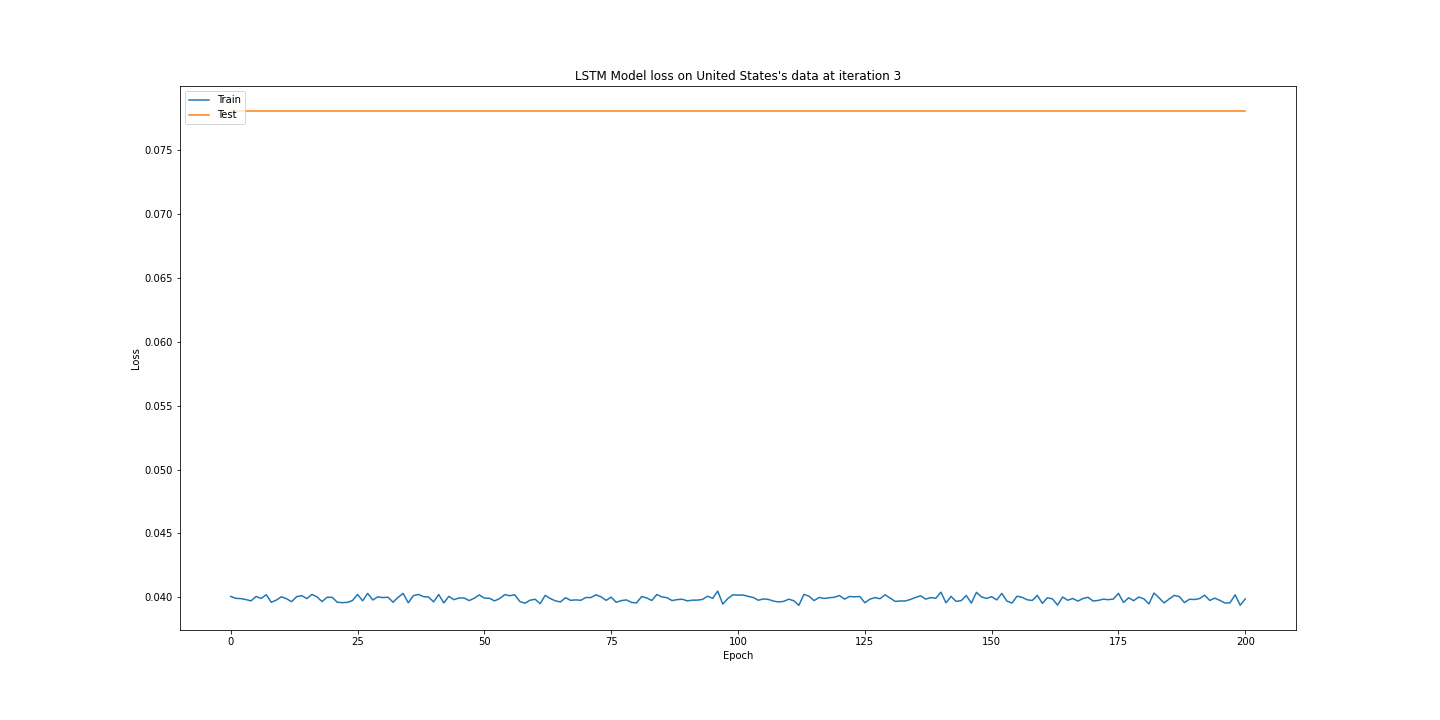 LSTM Model loss on United States's data at iteration 3
Train
Test
0.075
0.070
0.065
0.060
0.055
0.050
0.045
0.040
Loss
0 25 50 75 100 125 150 175 200
Epoch